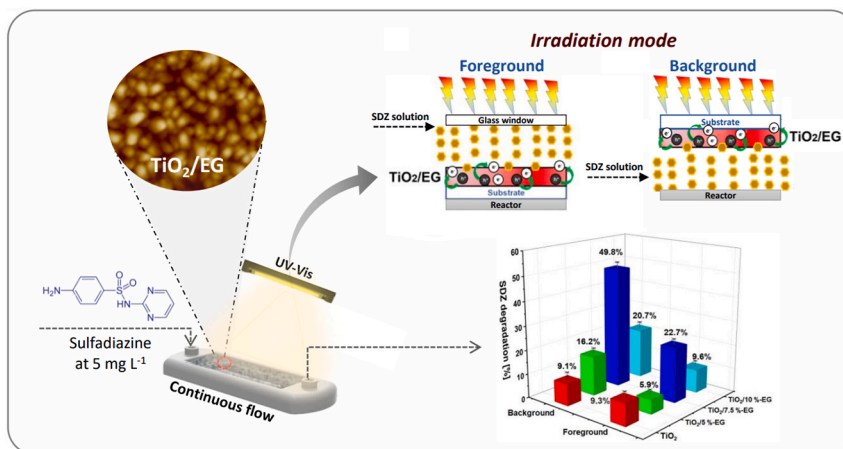 Irradiation mode
Foreground
Background
SDZ solution
Glass window
TiO₂/EG
e⁻ e⁻ e⁻ e⁻
h⁺ h⁺ h⁺ h⁺
Substrate
Reactor
Substrate
e⁻ e⁻ e⁻ e⁻
h⁺ h⁺ h⁺ h⁺
TiO₂/EG
SDZ solution
Reactor
TiO₂/EG
UV-Vis
H₂N
O O
S
NH
N
N
Sulfadiazine
at 5 mg L⁻¹
Continuous flow
SDZ degradation [%]
60
50
40
30
20
10
0
49.8%
20.7%
16.2%
9.1%
22.7%
9.6%
5.9%
9.3%
Background
Foreground
TiO₂/10 %-EG
TiO₂/7.5 %-EG
TiO₂/5 %-EG
TiO₂